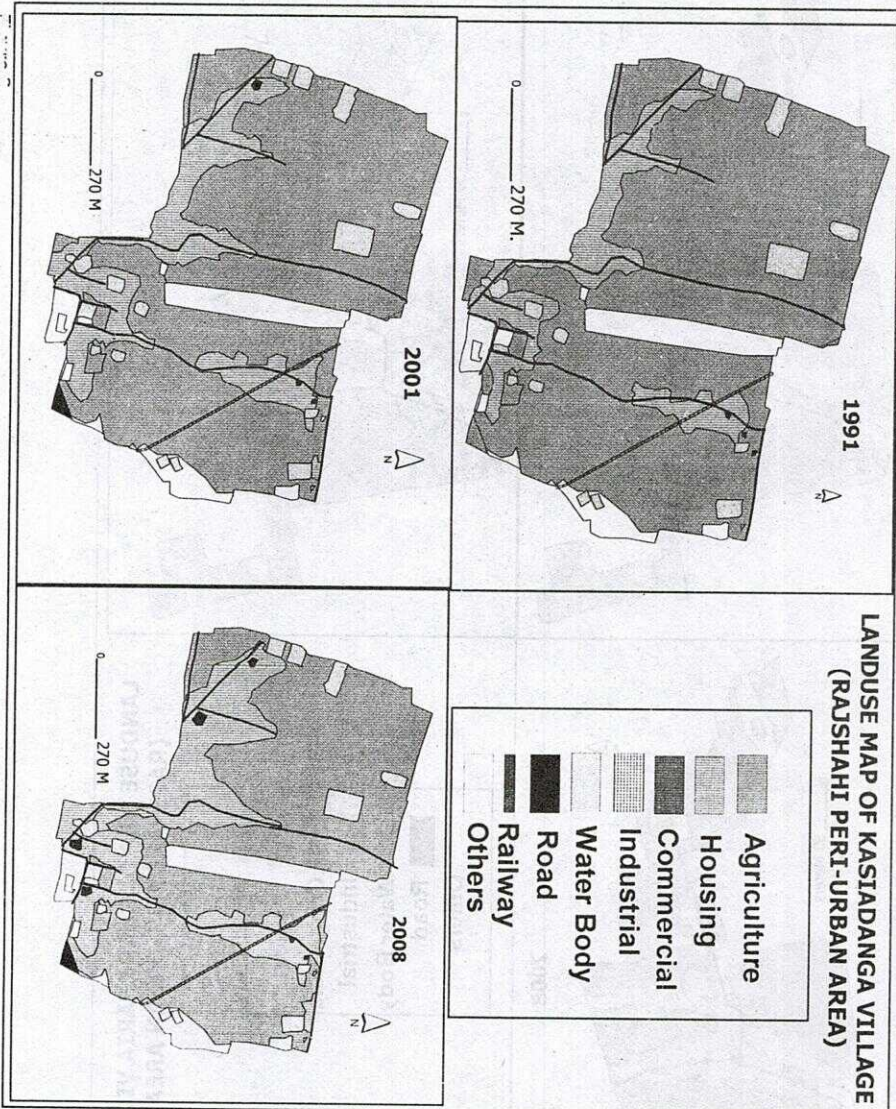 LANDUSE MAP OF KASIADANGA VILLAGE
(RAJSHAHI PERI-URBAN AREA)
1991
N
0
270 M.
Agriculture
Housing
Commercial
Industrial
Water Body
Road
Railway
Others
2001
N
0
270 M
2008
N
0
270 M